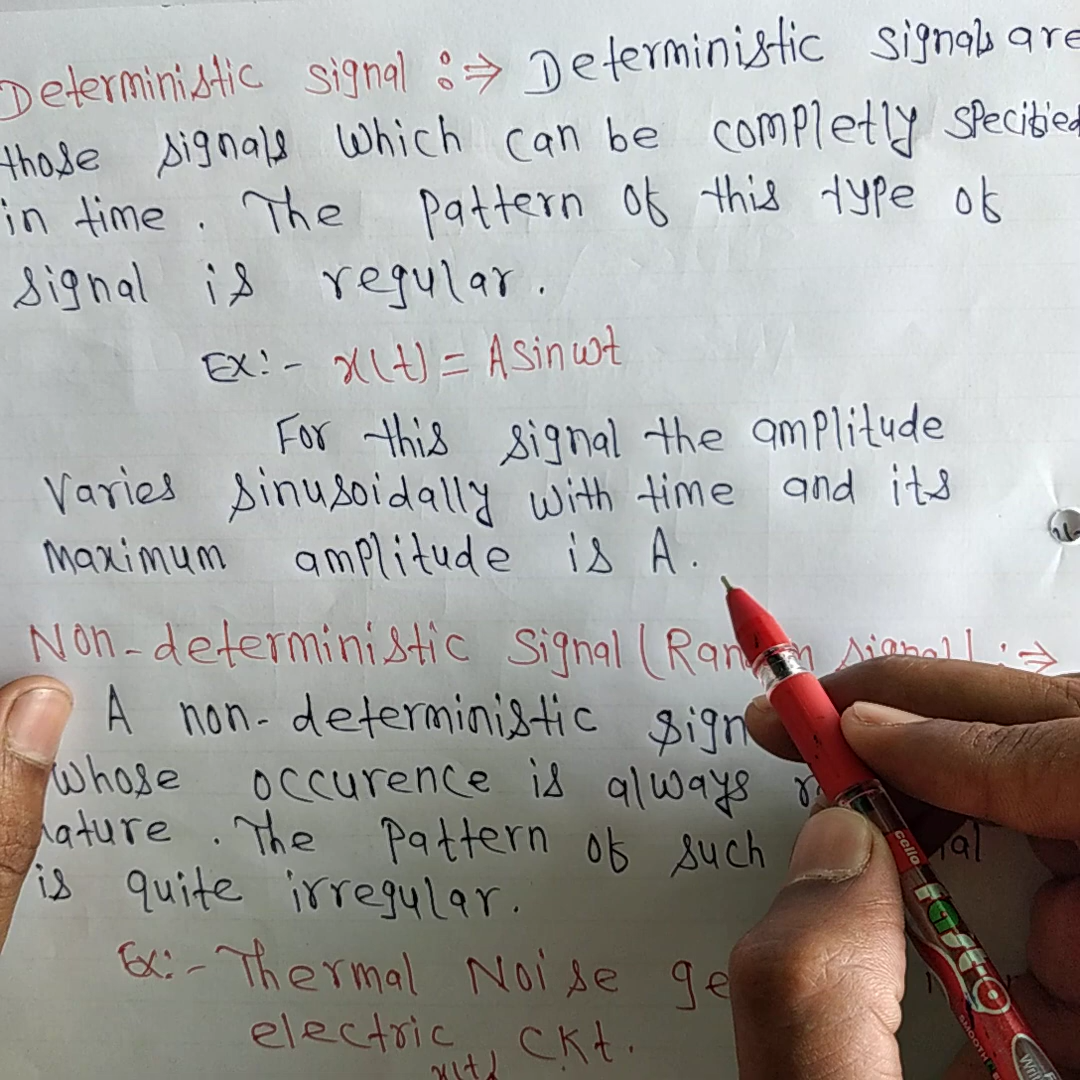 Deterministic signal :⇒ Deterministic signals are
those signals which can be completly specified
in time. The pattern of this type of
signal is regular.
Ex:- x(t) = A sin ωt
For this signal the amplitude
Varies sinusoidally with time and its
maximum amplitude is A.
Non-deterministic signal (Random signal) :⇒
A non-deterministic
whose occurence is always
nature. The pattern of such
is quite irregular.
Ex:- Thermal Noise
electric ckt.
x(t)
cello